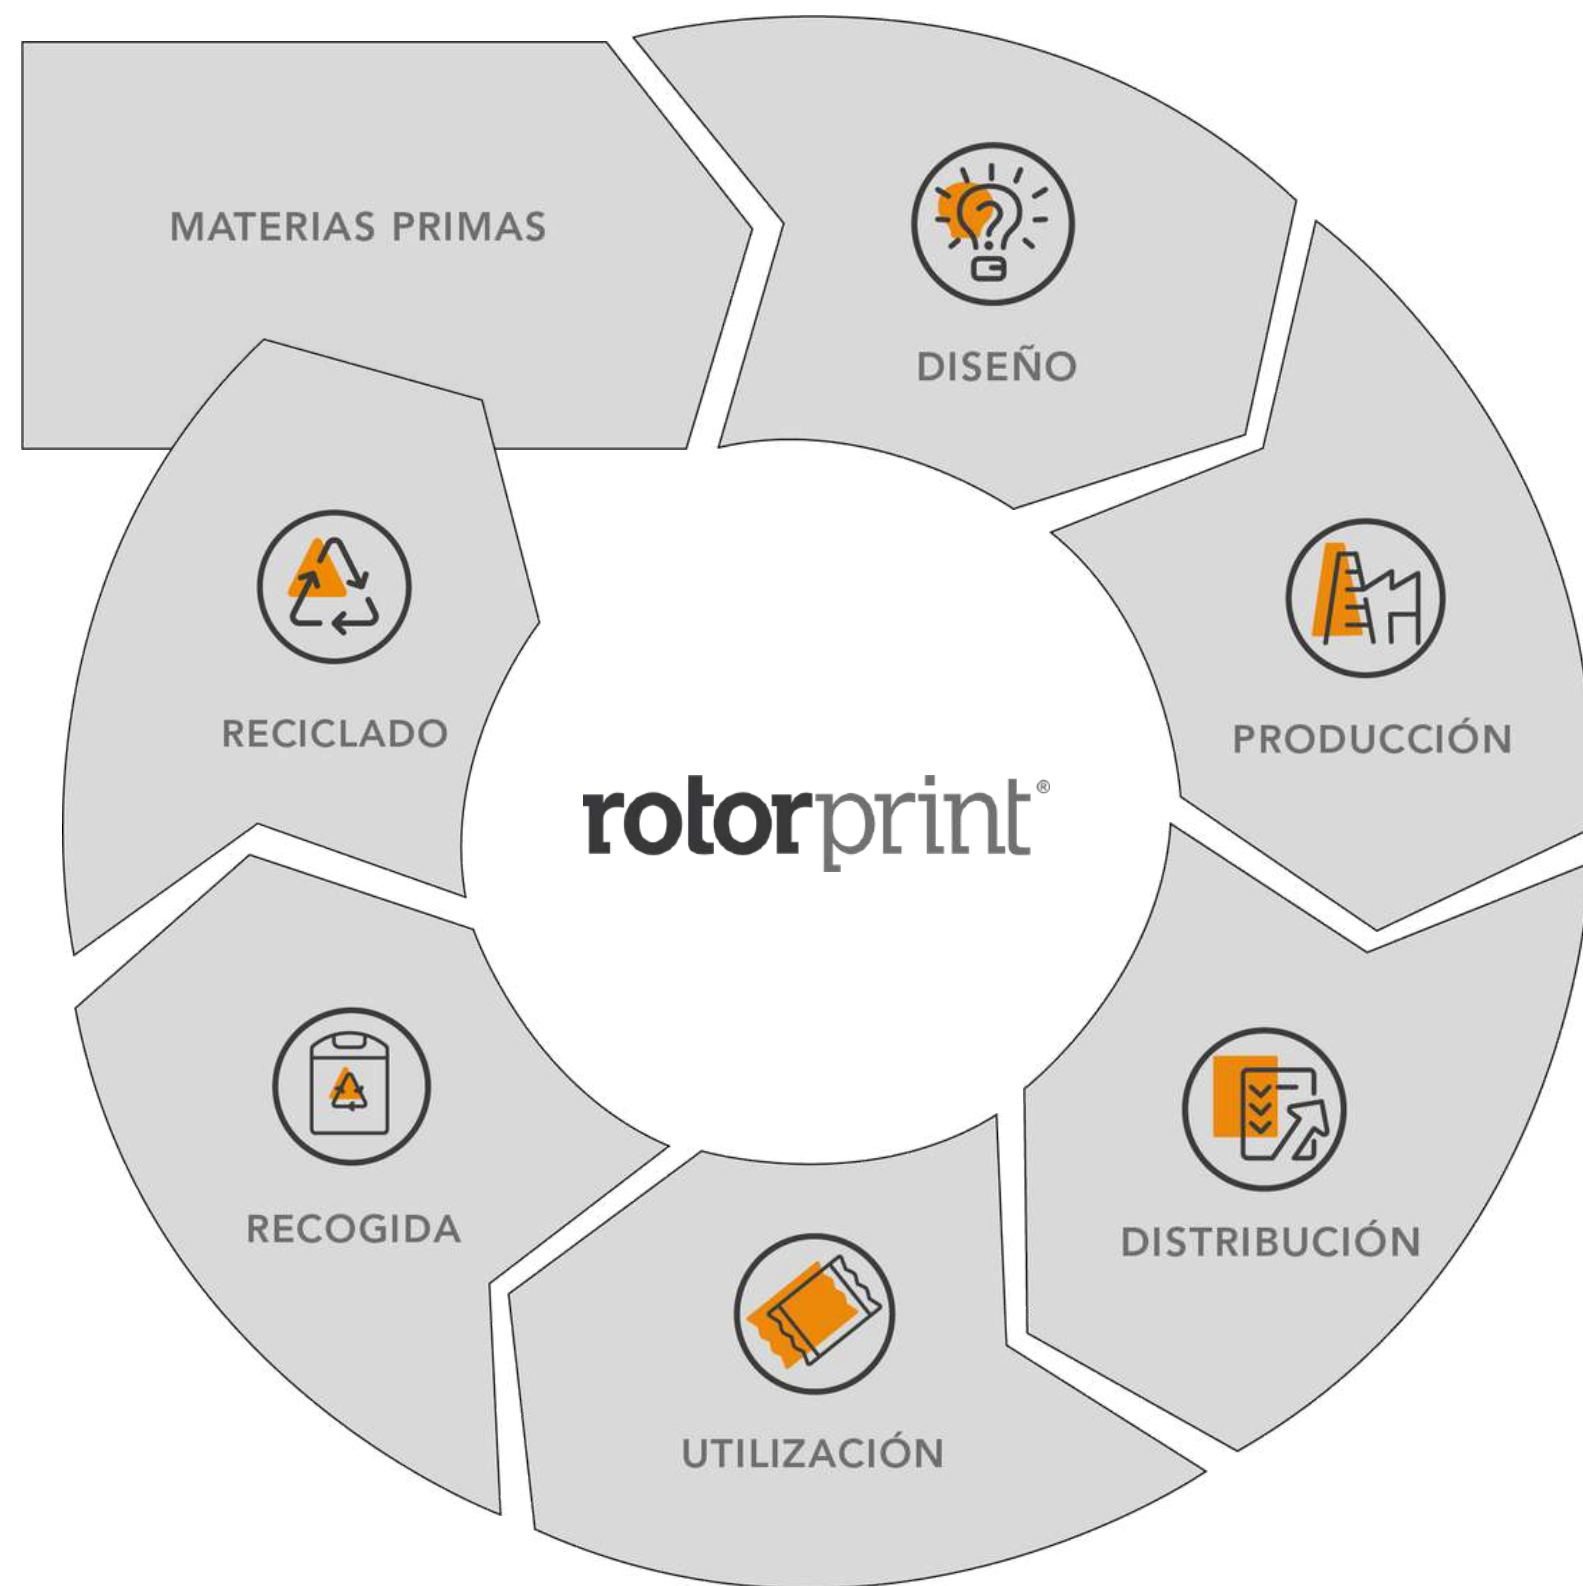 MATERIAS PRIMAS
DISEÑO
PRODUCCIÓN
DISTRIBUCIÓN
UTILIZACIÓN
RECOGIDA
RECICLADO
rotorprint®